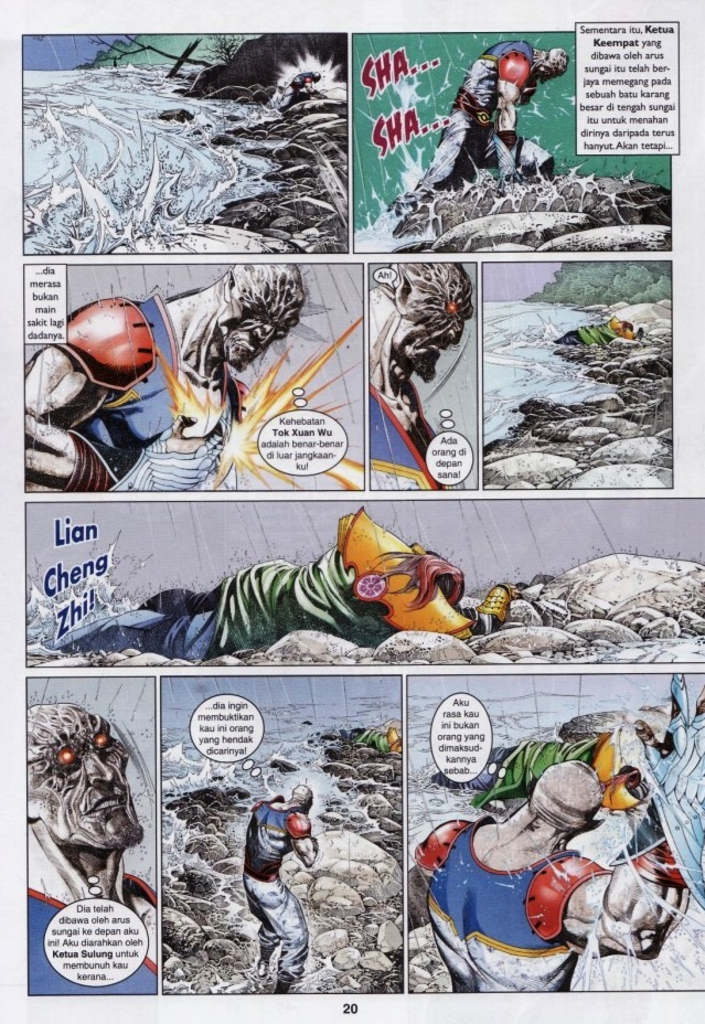 SHA...
SHA...
Sementara itu, Ketua
Keempat yang
dibawa oleh arus
sungai itu telah ber-
jaya memegang pada
sebuah batu karang
besar di tengah sungai
itu untuk menahan
dirinya daripada terus
hanyut. Akan tetapi...
...dia
merasa
bukan
main
sakit lagi
dadanya.
Kehebatan
Tok Xuan Wu
adalah benar-benar
di luar jangkaan-
ku!
Ah!
Ada
orang di
depan
sana!
Lian
Cheng
Zhi!
Dia telah
dibawa oleh arus
sungai ke depan aku
ini! Aku diarahkan oleh
Ketua Sulung untuk
membunuh kau
kerana...
...dia ingin
membuktikan
kau ini orang
yang hendak
dicarinya!
Aku
rasa kau
ini bukan
orang yang
dimaksud-
kannya
sebab...
20